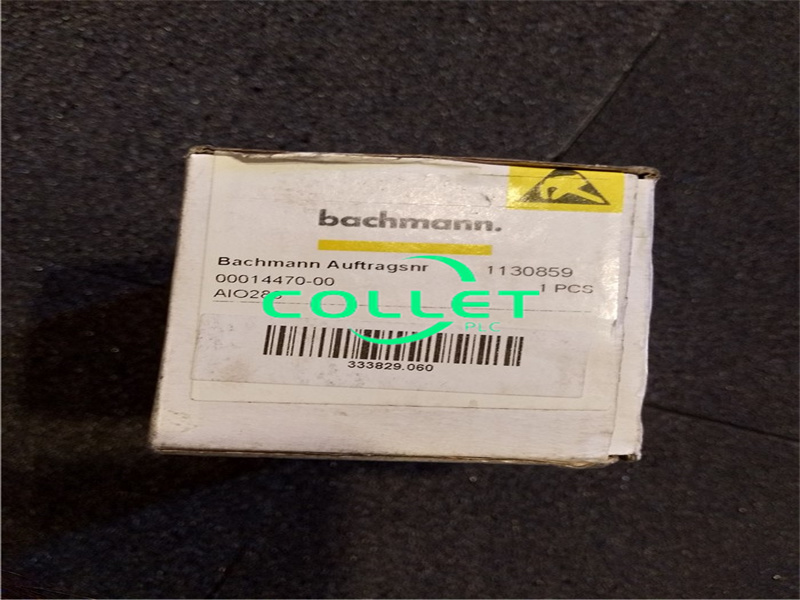 bachmann.
Bachmann Auftragsnr 1130859
00014470-00 1 PCS
COLLET
PLC
333829.060